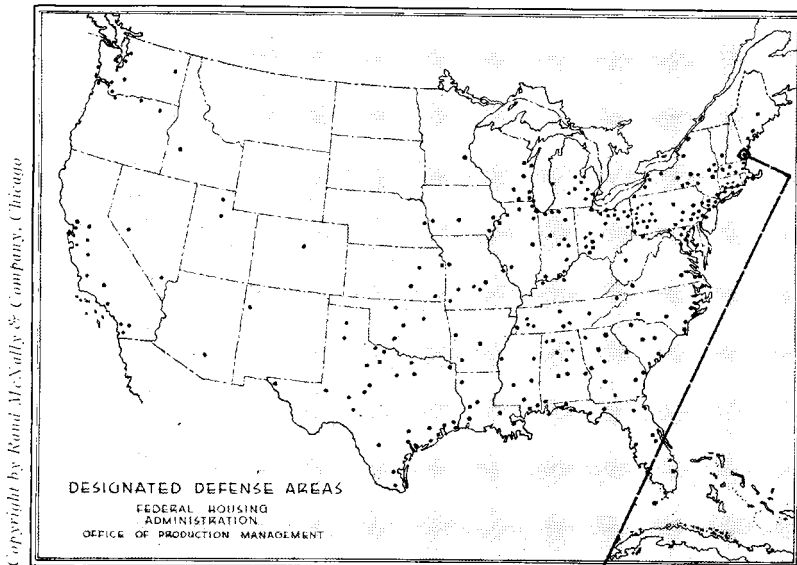 Copyright by Rand McNally & Company, Chicago
DESIGNATED DEFENSE AREAS
FEDERAL HOUSING
ADMINISTRATION
OFFICE OF PRODUCTION MANAGEMENT